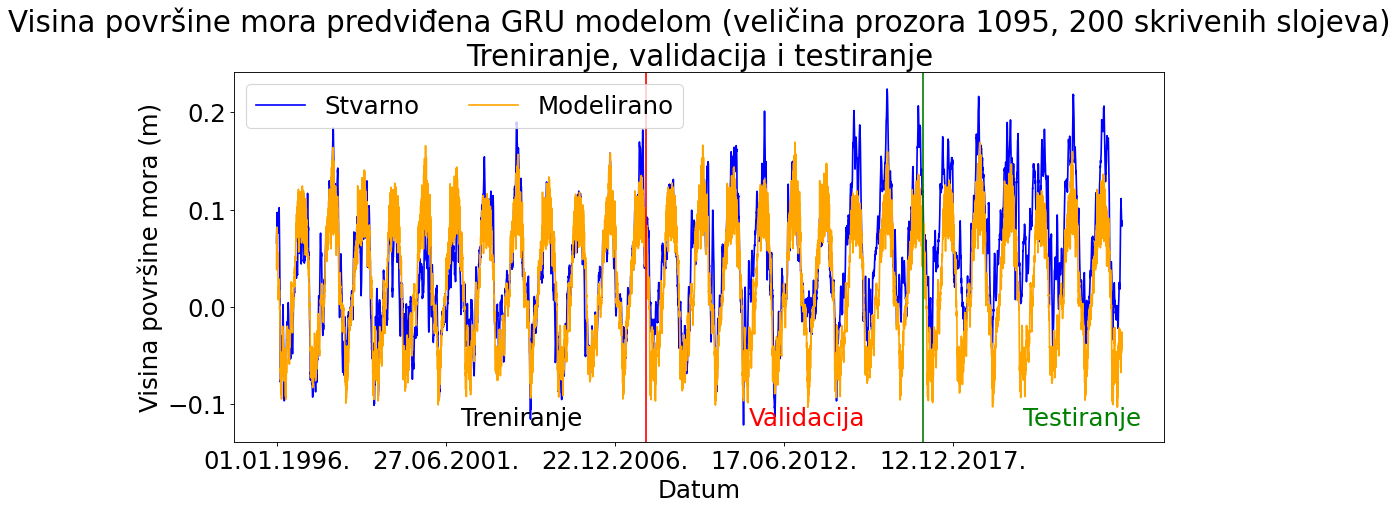 Visina površine mora predviđena GRU modelom (veličina prozora 1095, 200 skrivenih slojeva)
Treniranje, validacija i testiranje
Stvarno
Modelirano
Visina površine mora (m)
0.2
0.1
0.0
−0.1
Treniranje
Validacija
Testiranje
01.01.1996.
27.06.2001.
22.12.2006.
17.06.2012.
12.12.2017.
Datum